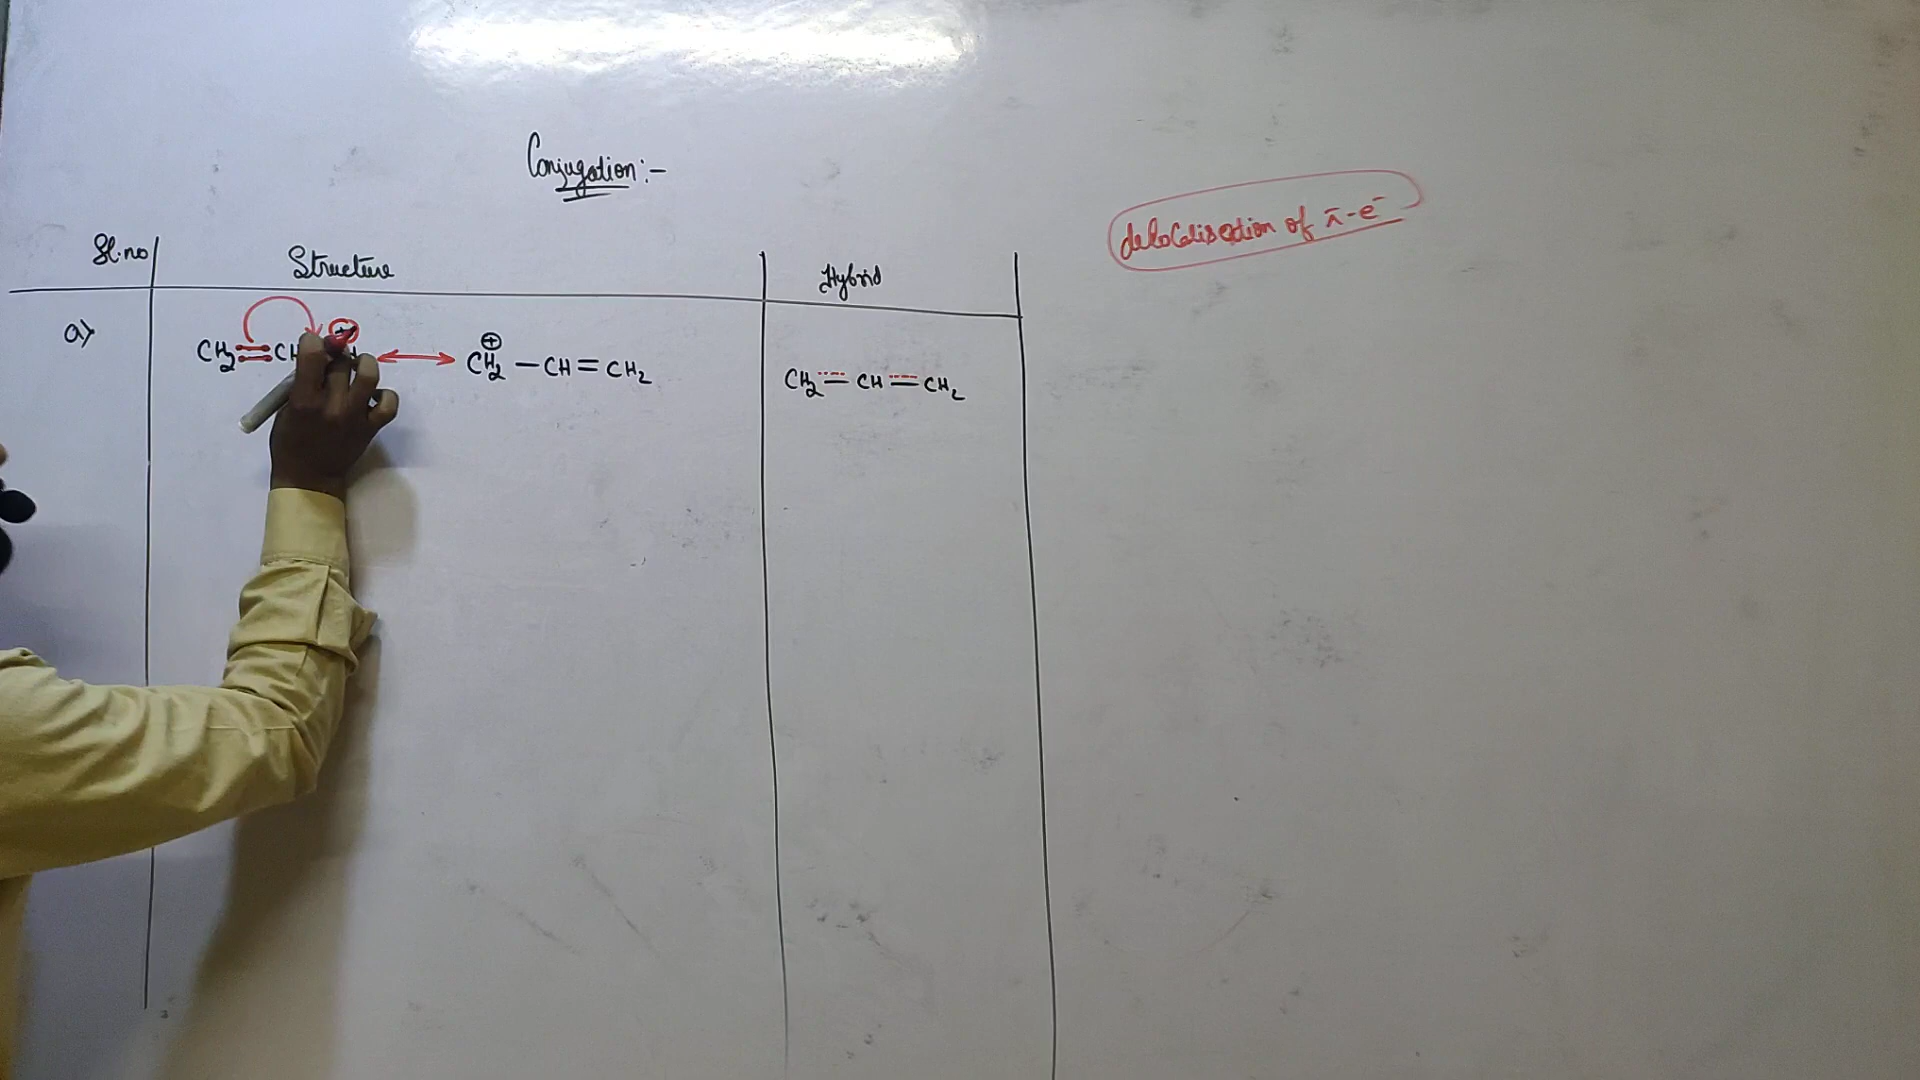 Conjugation:-
delocalisation of π-e⁻
Sl.no Structure Hybrid
a) CH₂=CH ⊕ ↔ ⊕CH₂—CH=CH₂ CH₂┈—CH┈—CH₂